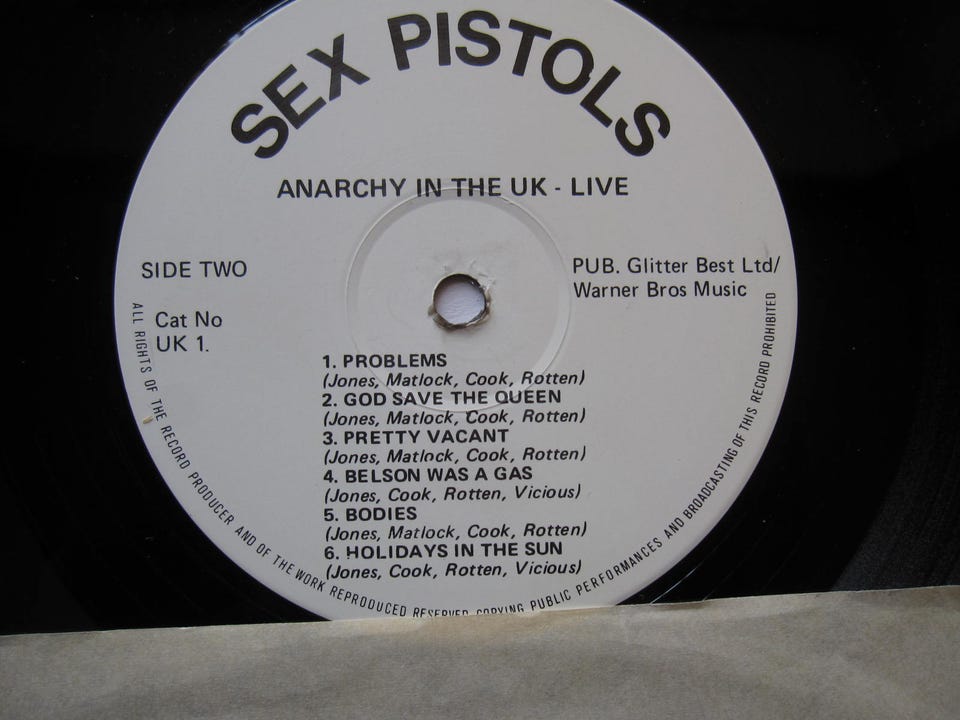 SEX PISTOLS
ANARCHY IN THE UK - LIVE
SIDE TWO
PUB. Glitter Best Ltd/
Warner Bros Music
Cat No
UK 1.
1. PROBLEMS
(Jones, Matlock, Cook, Rotten)
2. GOD SAVE THE QUEEN
(Jones, Matlock, Cook, Rotten)
3. PRETTY VACANT
(Jones, Matlock, Cook, Rotten)
4. BELSON WAS A GAS
(Jones, Cook, Rotten, Vicious)
5. BODIES
(Jones, Matlock, Cook, Rotten)
6. HOLIDAYS IN THE SUN
(Jones, Cook, Rotten, Vicious)
ALL RIGHTS OF THE RECORD PRODUCER AND OF THE WORK REPRODUCED RESERVED COPYING PUBLIC PERFORMANCES AND BROADCASTING OF THIS RECORD PROHIBITED